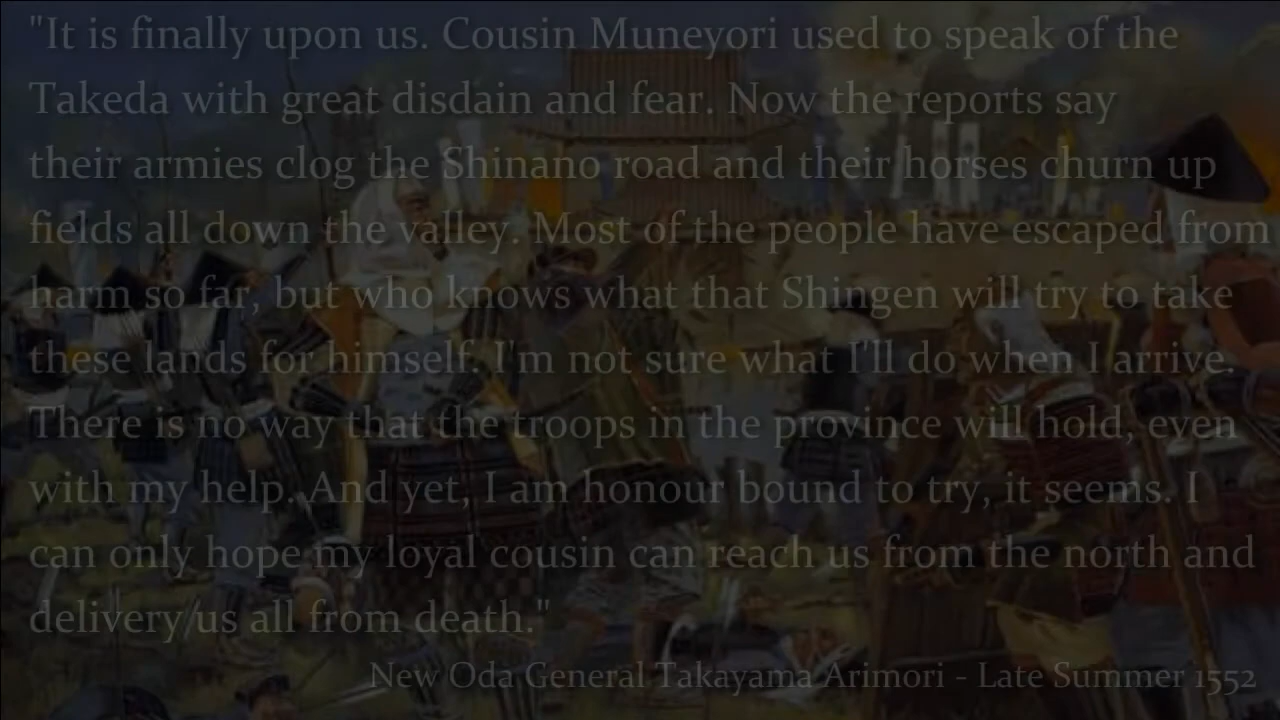 "It is finally upon us. Cousin Muneyori used to speak of the
Takeda with great disdain and fear. Now the reports say
their armies clog the Shinano road and their horses churn up
fields all down the valley. Most of the people have escaped from
harm so far, but who knows what that Shingen will try to take
these lands for himself. I'm not sure what I'll do when I arrive.
There is no way that the troops in the province will hold, even
with my help. And yet, I am honour bound to try, it seems. I
can only hope my loyal cousin can reach us from the north and
delivery us all from death."
New Oda General Takayama Arimori - Late Summer 1552